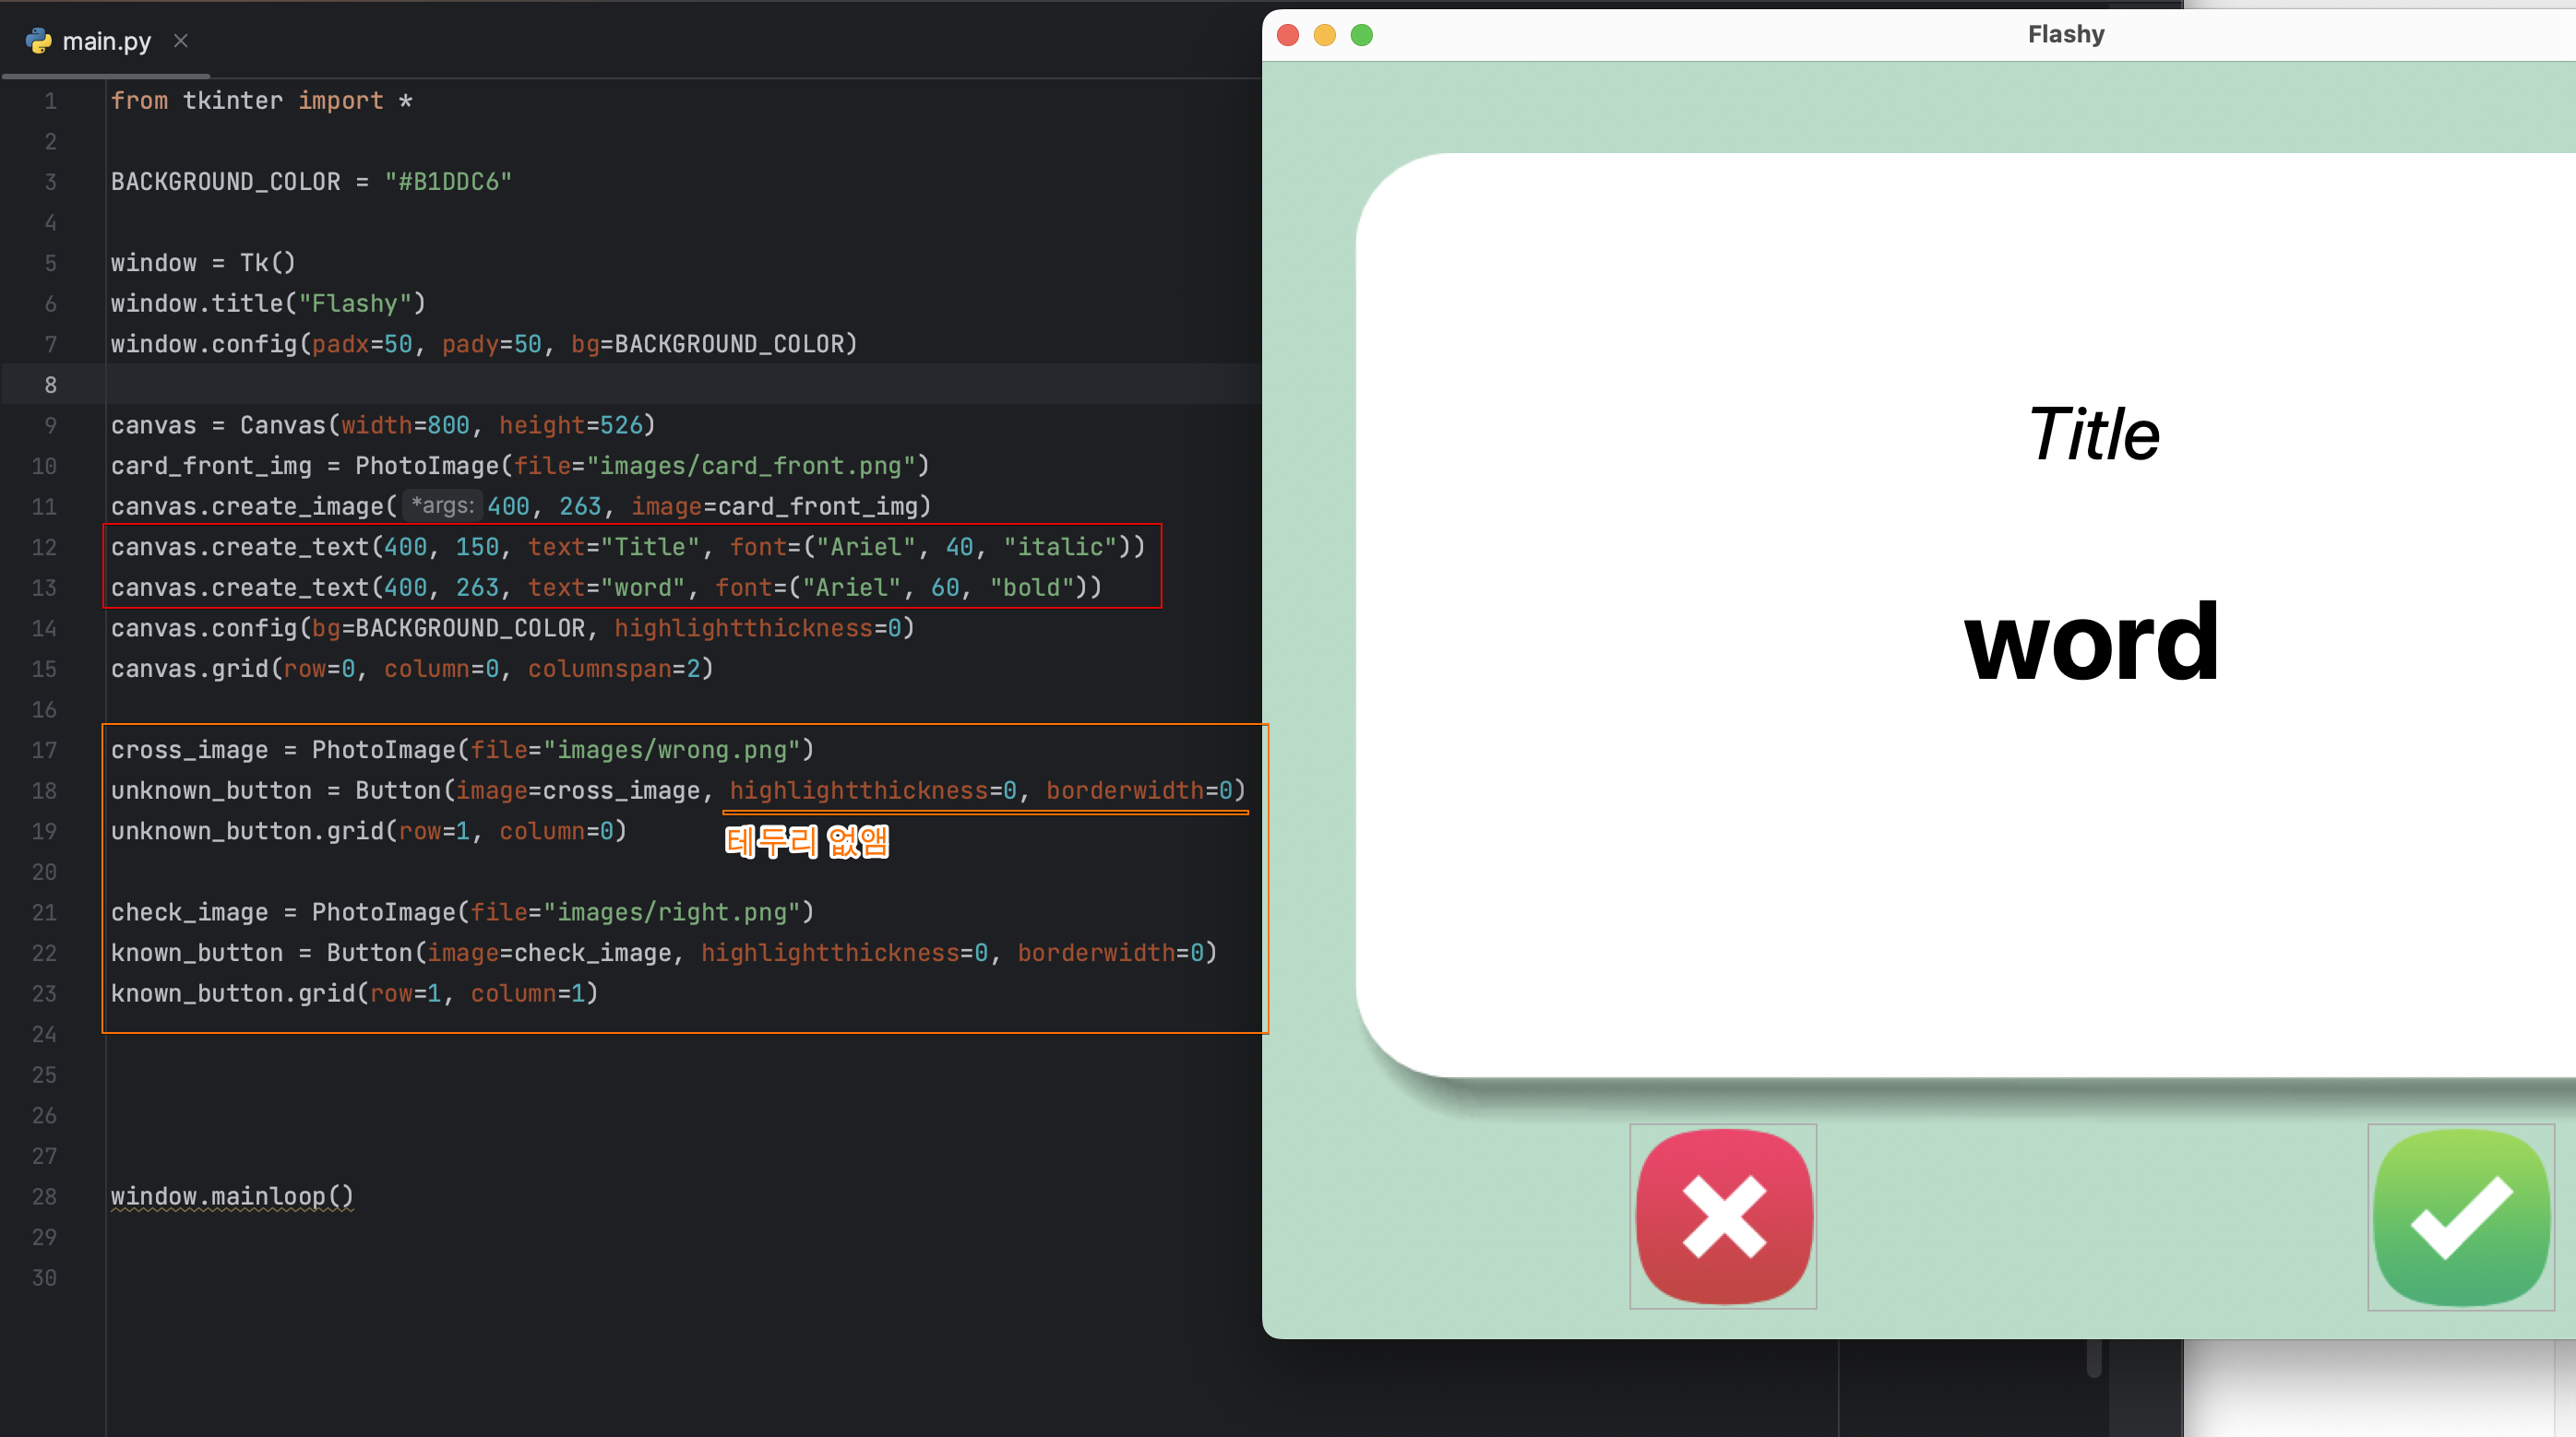 main.py
1 from tkinter import *
2
3 BACKGROUND_COLOR = "#B1DDC6"
4
5 window = Tk()
6 window.title("Flashy")
7 window.config(padx=50, pady=50, bg=BACKGROUND_COLOR)
8
9 canvas = Canvas(width=800, height=526)
10 card_front_img = PhotoImage(file="images/card_front.png")
11 canvas.create_image( *args: 400, 263, image=card_front_img)
12 canvas.create_text(400, 150, text="Title", font=("Ariel", 40, "italic"))
13 canvas.create_text(400, 263, text="word", font=("Ariel", 60, "bold"))
14 canvas.config(bg=BACKGROUND_COLOR, highlightthickness=0)
15 canvas.grid(row=0, column=0, columnspan=2)
16
17 cross_image = PhotoImage(file="images/wrong.png")
18 unknown_button = Button(image=cross_image, highlightthickness=0, borderwidth=0)
19 unknown_button.grid(row=1, column=0)
테두리 없앰
20
21 check_image = PhotoImage(file="images/right.png")
22 known_button = Button(image=check_image, highlightthickness=0, borderwidth=0)
23 known_button.grid(row=1, column=1)
24
25
26
27
28 window.mainloop()
29
30
Flashy
Title
word